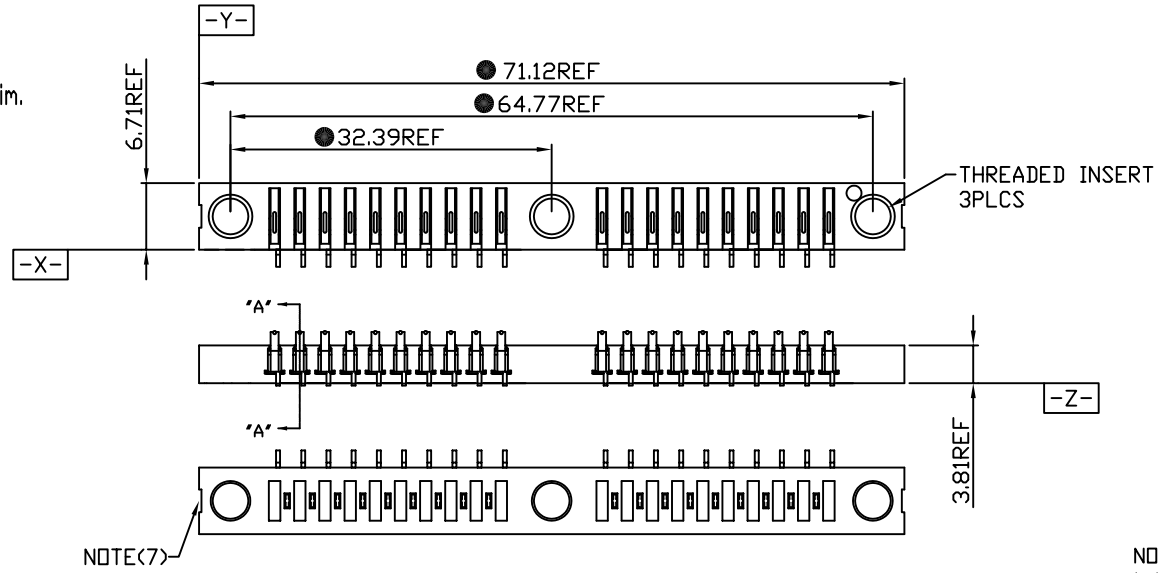 -Y-
71.12REF
im.
64.77REF
6.71REF
32.39REF
THREADED INSERT
3PLCS
-X-
"A"
-Z-
"A"
3.81REF
NOTE(7)
NO